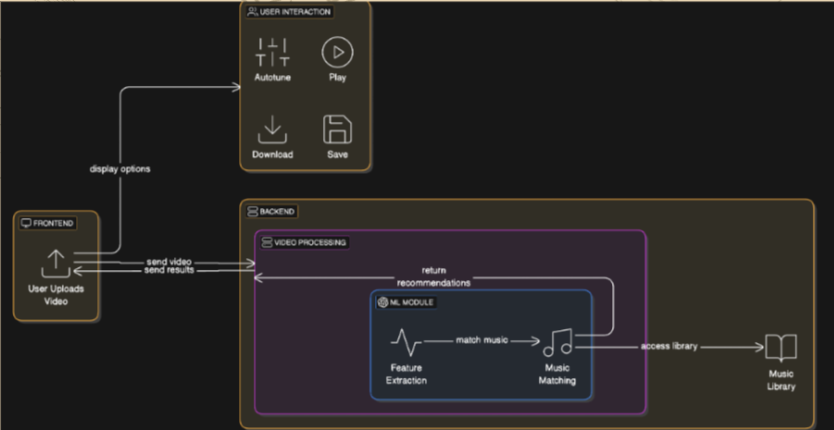 USER INTERACTION
Autotune
Play
Download
Save
display options
FRONTEND
User Uploads
Video
send video
send results
BACKEND
VIDEO PROCESSING
return
recommendations
ML MODULE
match music
Feature
Extraction
Music
Matching
access library
Music
Library